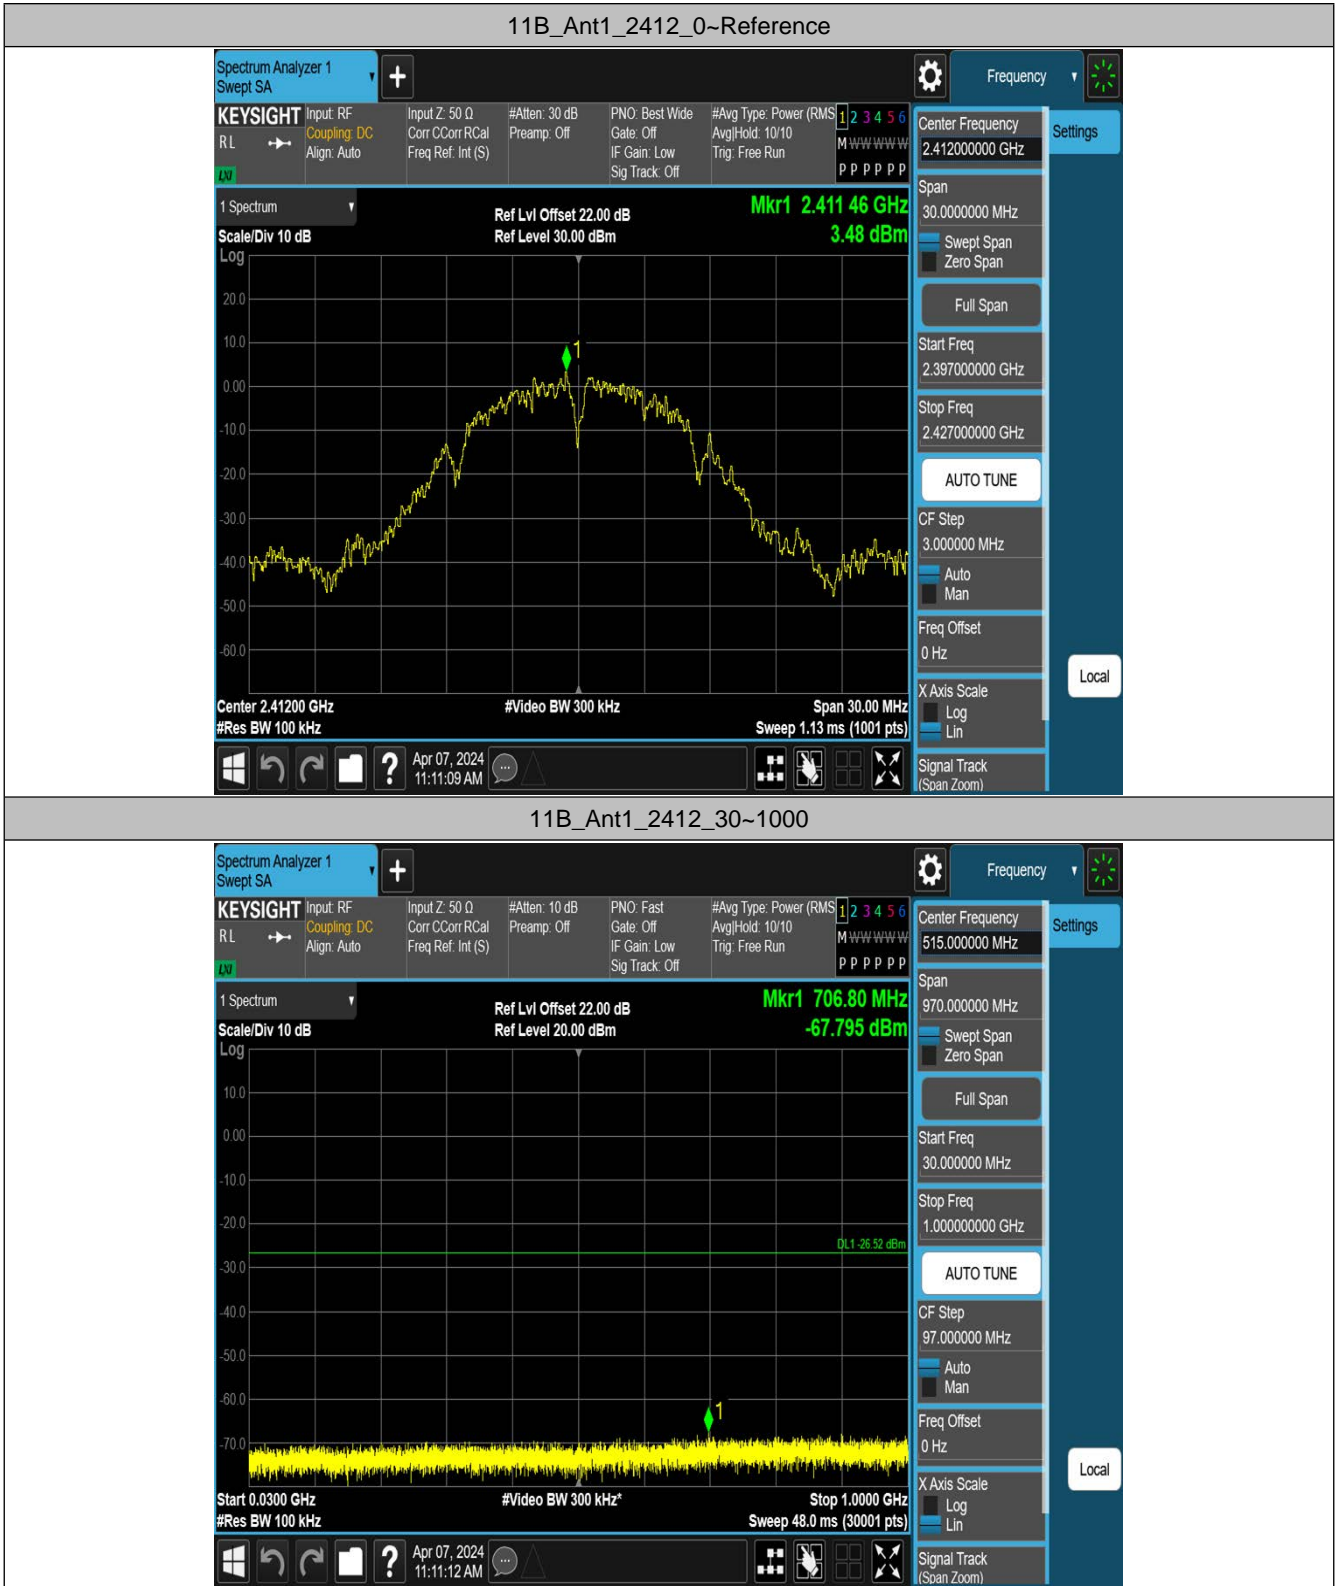 11B_Ant1_2412_0~Reference
Spectrum Analyzer 1
Swept SA
+
Frequency
KEYSIGHT
Input: RF
Coupling: DC
Align: Auto
RL
LXI
Input Z: 50 Ω
Corr CCorr RCal
Freq Ref: Int (S)
#Atten: 30 dB
Preamp: Off
PNO: Best Wide
Gate: Off
IF Gain: Low
Sig Track: Off
#Avg Type: Power (RMS
Avg|Hold: 10/10
Trig: Free Run
1 2 3 4 5 6
M W W W W W
P P P P P P
Center Frequency
2.412000000 GHz
Settings
1 Spectrum
Scale/Div 10 dB
Log
Ref Lvl Offset 22.00 dB
Ref Level 30.00 dBm
Mkr1 2.411 46 GHz
3.48 dBm
Span
30.0000000 MHz
Swept Span
Zero Span
Full Span
Start Freq
2.397000000 GHz
Stop Freq
2.427000000 GHz
AUTO TUNE
CF Step
3.000000 MHz
Auto
Man
Freq Offset
0 Hz
X Axis Scale
Log
Lin
Signal Track
(Span Zoom)
Local
20.0
10.0
1
0.00
-10.0
-20.0
-30.0
-40.0
-50.0
-60.0
Center 2.41200 GHz
#Res BW 100 kHz
#Video BW 300 kHz
Span 30.00 MHz
Sweep 1.13 ms (1001 pts)
?
Apr 07, 2024
11:11:09 AM
11B_Ant1_2412_30~1000
Spectrum Analyzer 1
Swept SA
+
Frequency
KEYSIGHT
Input: RF
Coupling: DC
Align: Auto
RL
LXI
Input Z: 50 Ω
Corr CCorr RCal
Freq Ref: Int (S)
#Atten: 10 dB
Preamp: Off
PNO: Fast
Gate: Off
IF Gain: Low
Sig Track: Off
#Avg Type: Power (RMS
Avg|Hold: 10/10
Trig: Free Run
1 2 3 4 5 6
M W W W W W
P P P P P P
Center Frequency
515.000000 MHz
Settings
1 Spectrum
Scale/Div 10 dB
Log
Ref Lvl Offset 22.00 dB
Ref Level 20.00 dBm
Mkr1 706.80 MHz
-67.795 dBm
Span
970.000000 MHz
Swept Span
Zero Span
Full Span
Start Freq
30.000000 MHz
Stop Freq
1.000000000 GHz
AUTO TUNE
CF Step
97.000000 MHz
Auto
Man
Freq Offset
0 Hz
X Axis Scale
Log
Lin
Signal Track
(Span Zoom)
Local
10.0
0.00
-10.0
-20.0
DL1 -26.52 dBm
-30.0
-40.0
-50.0
-60.0
1
-70.0
Start 0.0300 GHz
#Res BW 100 kHz
#Video BW 300 kHz*
Stop 1.0000 GHz
Sweep 48.0 ms (30001 pts)
?
Apr 07, 2024
11:11:12 AM